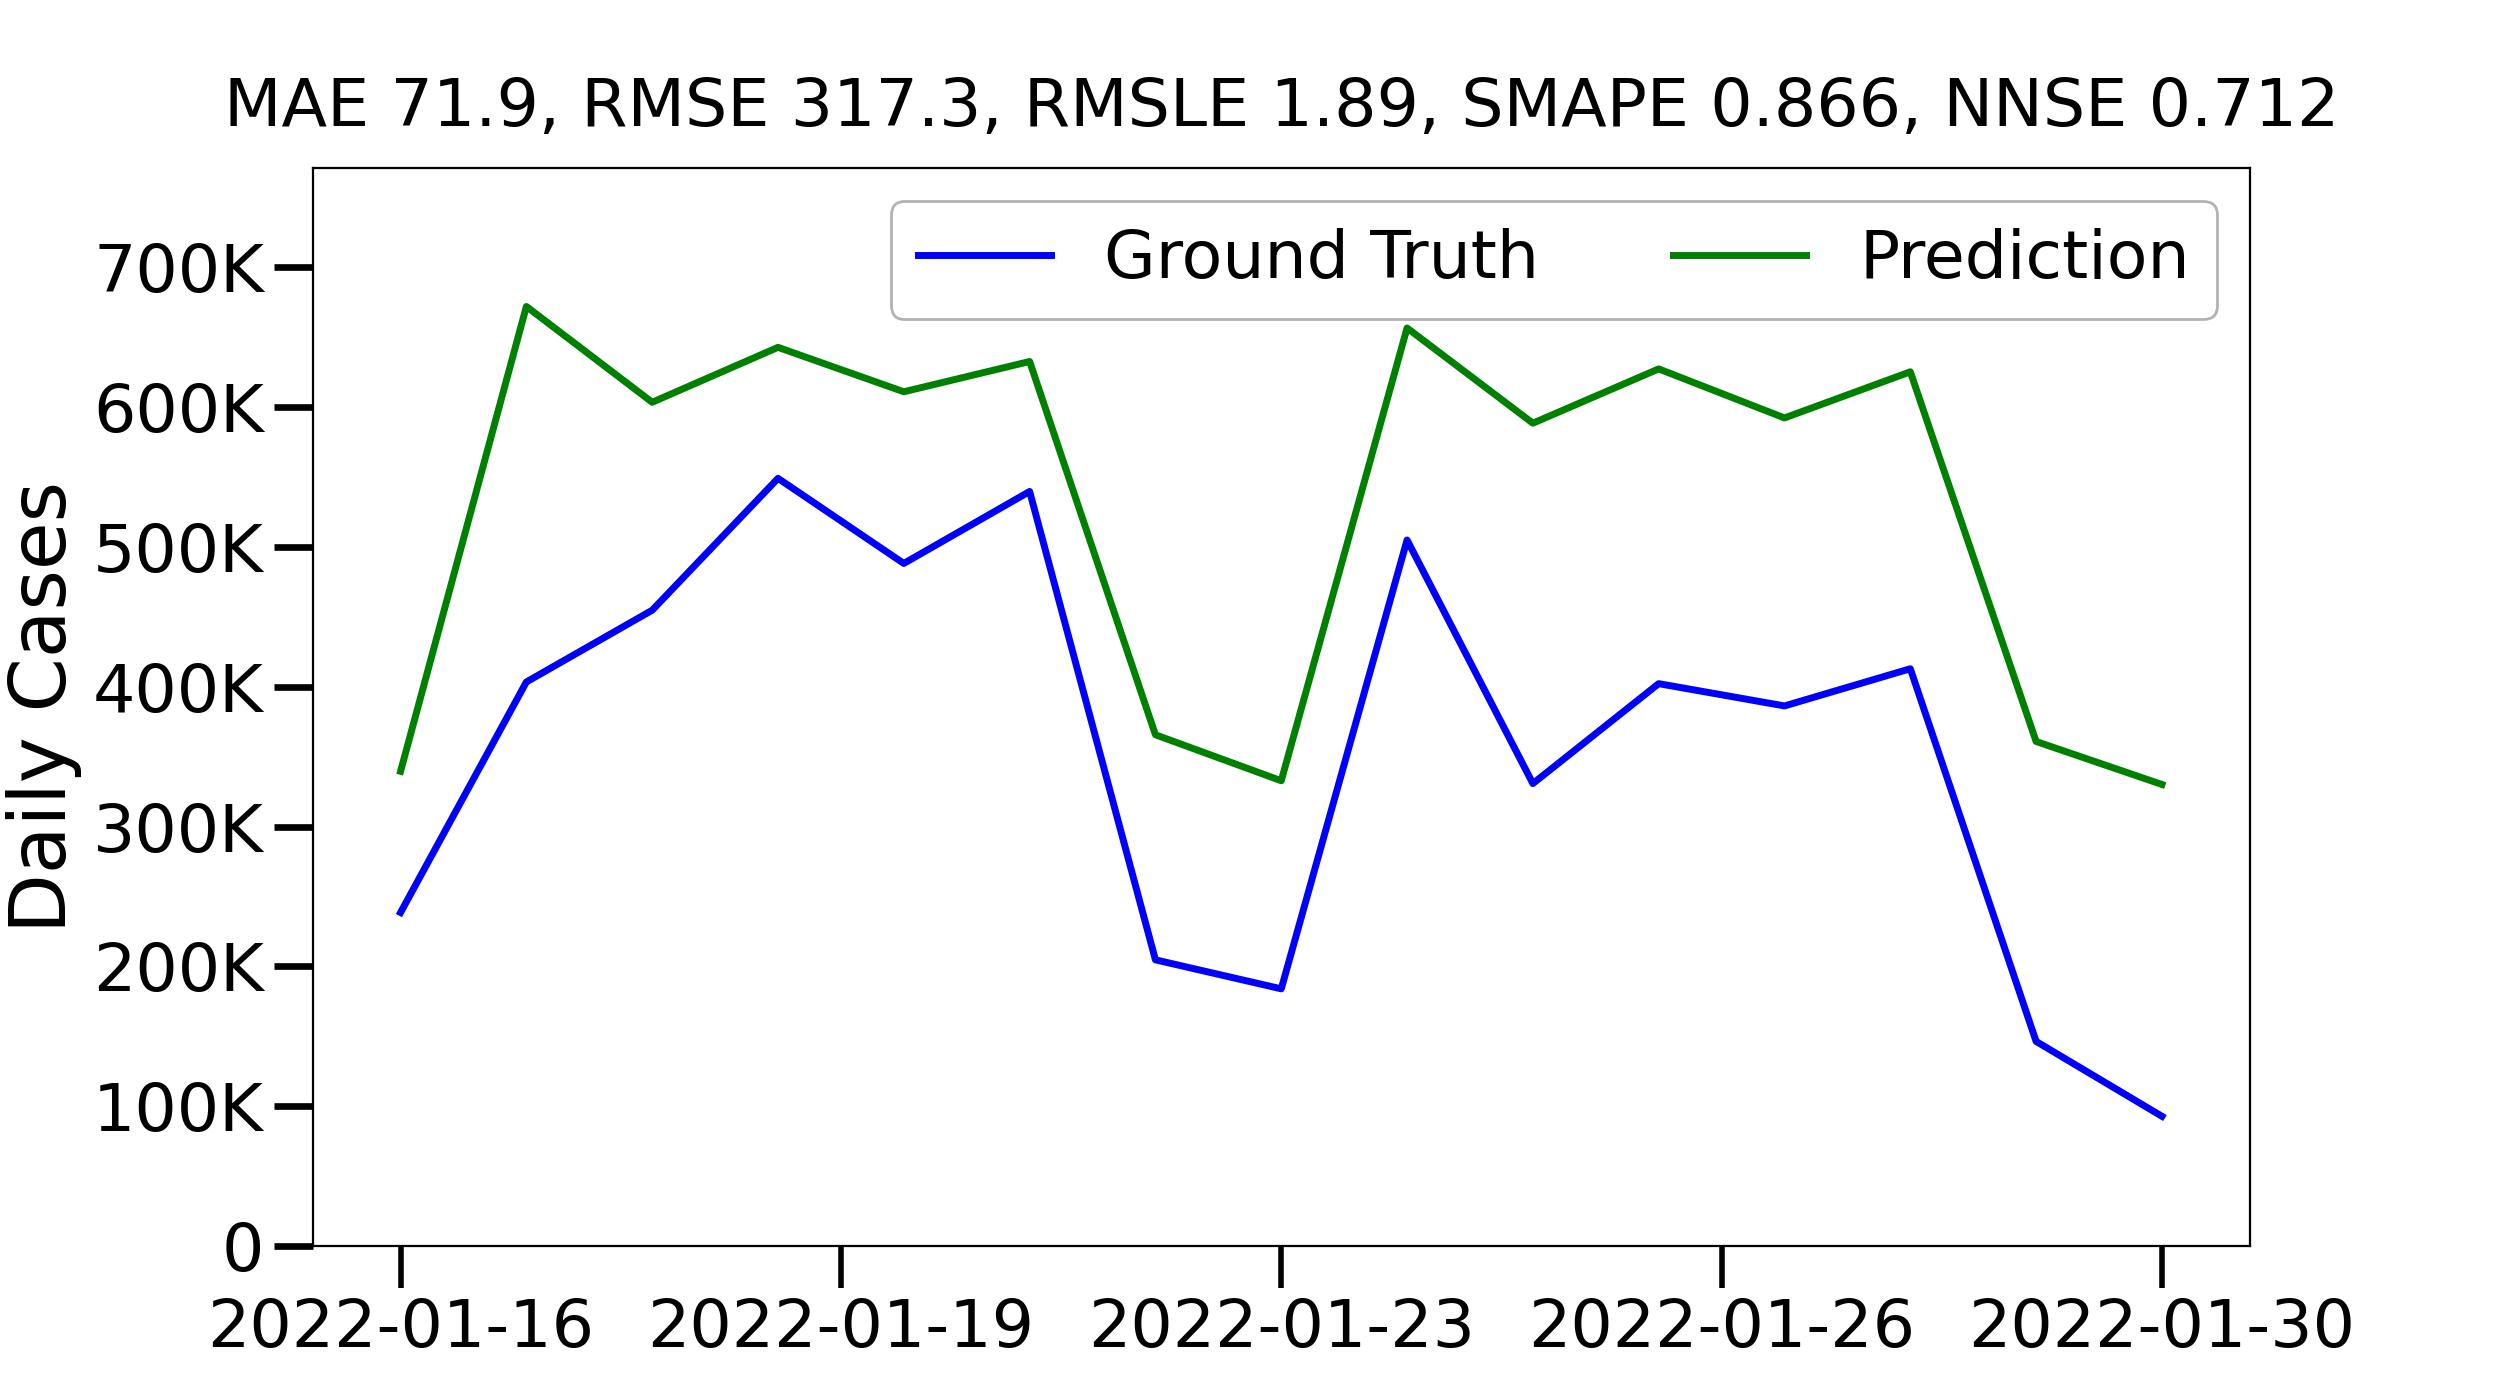 MAE 71.9, RMSE 317.3, RMSLE 1.89, SMAPE 0.866, NNSE 0.712
Ground Truth Prediction
Daily Cases
700K
600K
500K
400K
300K
200K
100K
0
2022-01-16 2022-01-19 2022-01-23 2022-01-26 2022-01-30